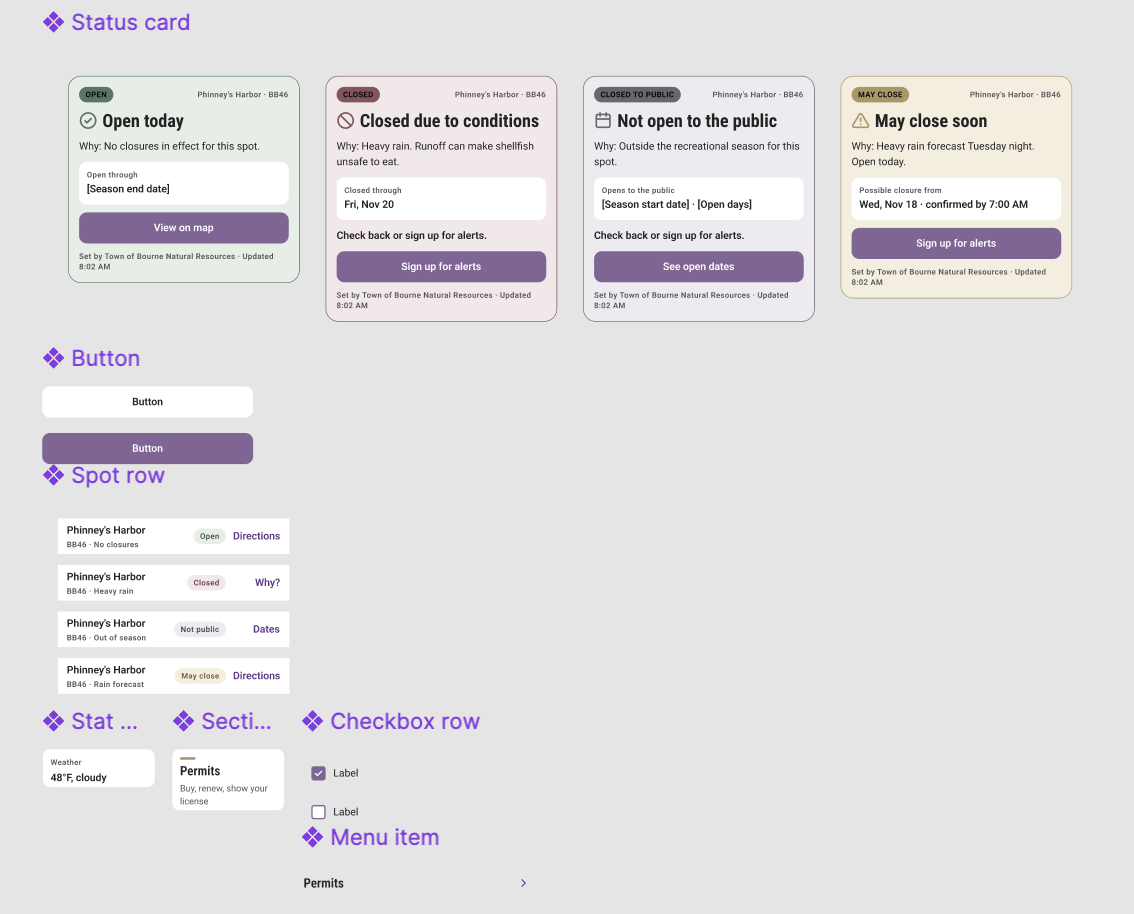 Status card
OPEN
Phinney's Harbor · BB46
Open today
Why: No closures in effect for this spot.
Open through
[Season end date]
View on map
Set by Town of Bourne Natural Resources · Updated
8:02 AM
CLOSED
Phinney's Harbor · BB46
Closed due to conditions
Why: Heavy rain. Runoff can make shellfish
unsafe to eat.
Closed through
Fri, Nov 20
Check back or sign up for alerts.
Sign up for alerts
Set by Town of Bourne Natural Resources · Updated
8:02 AM
CLOSED TO PUBLIC
Phinney's Harbor · BB46
Not open to the public
Why: Outside the recreational season for this
spot.
Opens to the public
[Season start date] · [Open days]
Check back or sign up for alerts.
See open dates
Set by Town of Bourne Natural Resources · Updated
8:02 AM
MAY CLOSE
Phinney's Harbor · BB46
May close soon
Why: Heavy rain forecast Tuesday night.
Open today.
Possible closure from
Wed, Nov 18 · confirmed by 7:00 AM
Sign up for alerts
Set by Town of Bourne Natural Resources · Updated
8:02 AM
Button
Button
Button
Spot row
Phinney's Harbor
BB46 · No closures
Open
Directions
Phinney's Harbor
BB46 · Heavy rain
Closed
Why?
Phinney's Harbor
BB46 · Out of season
Not public
Dates
Phinney's Harbor
BB46 · Rain forecast
May close
Directions
Stat ...
Weather
48°F, cloudy
Secti...
Permits
Buy, renew, show your
license
Checkbox row
Label
Label
Menu item
Permits